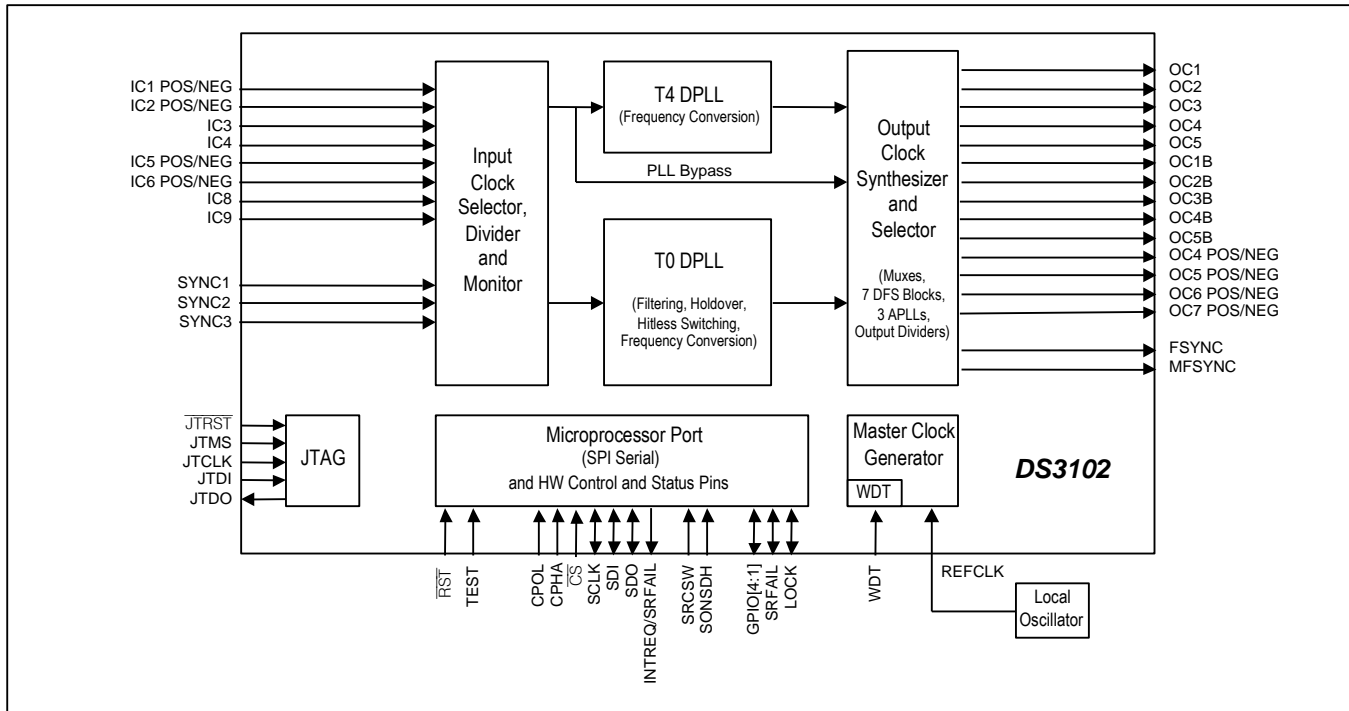 IC1 POS/NEG
IC2 POS/NEG
IC3
IC4
IC5 POS/NEG
IC6 POS/NEG
IC8
IC9
SYNC1
SYNC2
SYNC3
Input
Clock
Selector,
Divider
and
Monitor
T4 DPLL
(Frequency Conversion)
PLL Bypass
T0 DPLL
(Filtering, Holdover,
Hitless Switching,
Frequency Conversion)
Output
Clock
Synthesizer
and
Selector
(Muxes,
7 DFS Blocks,
3 APLLs,
Output Dividers)
OC1
OC2
OC3
OC4
OC5
OC1B
OC2B
OC3B
OC4B
OC5B
OC4 POS/NEG
OC5 POS/NEG
OC6 POS/NEG
OC7 POS/NEG
FSYNC
MFSYNC
JTRST
JTMS
JTCLK
JTDI
JTDO
JTAG
Microprocessor Port
(SPI Serial)
and HW Control and Status Pins
Master Clock
Generator
WDT
DS3102
RST
TEST
CPOL
CPHA
CS
SCLK
SDI
SDO
INTREQ/SRFAIL
SRCSW
SONSDH
GPIO[4:1]
SRFAIL
LOCK
WDT
REFCLK
Local
Oscillator